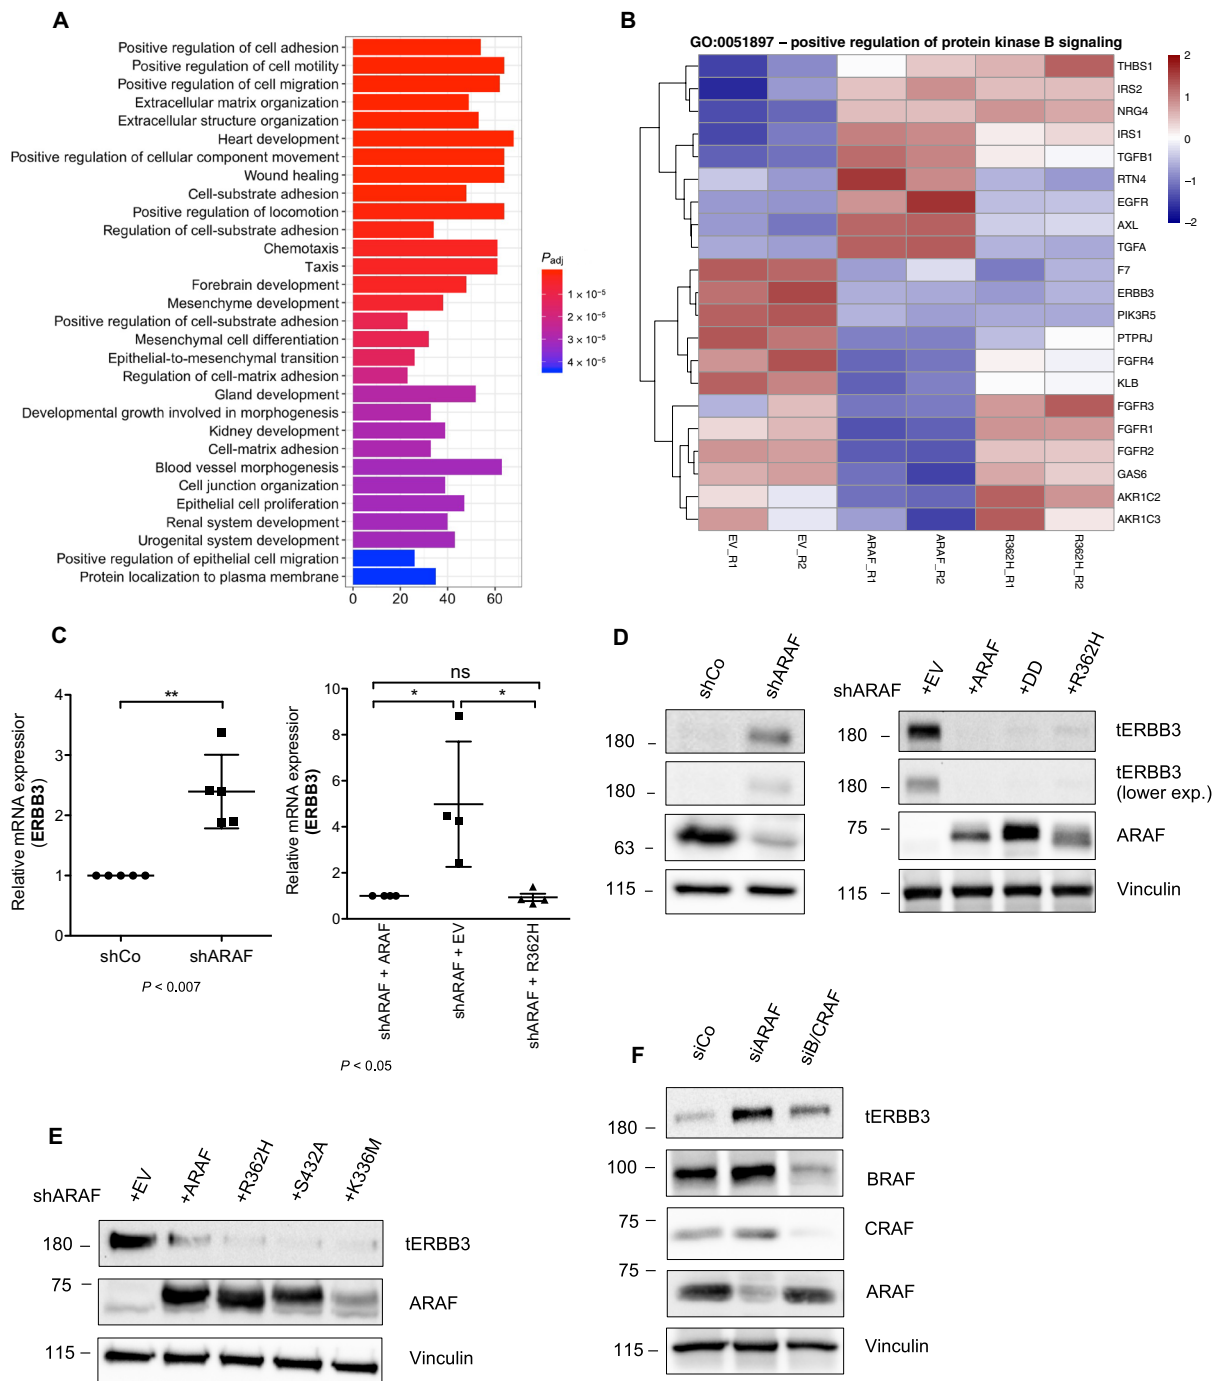 A
Positive regulation of cell adhesion
Positive regulation of cell motility
Positive regulation of cell migration
Extracellular matrix organization
Extracellular structure organization
Heart development
Positive regulation of cellular component movement
Wound healing
Cell-substrate adhesion
Positive regulation of locomotion
Regulation of cell-substrate adhesion
Chemotaxis
Taxis
Forebrain development
Mesenchyme development
Positive regulation of cell-substrate adhesion
Mesenchymal cell differentiation
Epithelial-to-mesenchymal transition
Regulation of cell-matrix adhesion
Gland development
Developmental growth involved in morphogenesis
Kidney development
Cell-matrix adhesion
Blood vessel morphogenesis
Cell junction organization
Epithelial cell proliferation
Renal system development
Urogenital system development
Positive regulation of epithelial cell migration
Protein localization to plasma membrane
0 20 40 60
Padj
1 × 10⁻⁵
2 × 10⁻⁵
3 × 10⁻⁵
4 × 10⁻⁵
B
GO:0051897 – positive regulation of protein kinase B signaling
THBS1
IRS2
NRG4
IRS1
TGFB1
RTN4
EGFR
AXL
TGFA
F7
ERBB3
PIK3R5
PTPRJ
FGFR4
KLB
FGFR3
FGFR1
FGFR2
GAS6
AKR1C2
AKR1C3
EV_R1
EV_R2
ARAF_R1
ARAF_R2
R362H_R1
R362H_R2
2
1
0
−1
−2
C
Relative mRNA expression
(ERBB3)
4
3
2
1
0
**
shCo shARAF
P < 0.007
Relative mRNA expressior
(ERBB3)
10
8
6
4
2
0
ns
* *
shARAF + ARAF
shARAF + EV
shARAF + R362H
P < 0.05
D
shCo shARAF
180
180
63
115
shARAF +EV +ARAF +DD +R362H
180 tERBB3
180 tERBB3
(lower exp.)
75 ARAF
115 Vinculin
E
shARAF +EV +ARAF +R362H +S432A +K336M
180 tERBB3
75 ARAF
115 Vinculin
F
siCo siARAF siB/CRAF
180 tERBB3
100 BRAF
75 CRAF
75 ARAF
115 Vinculin